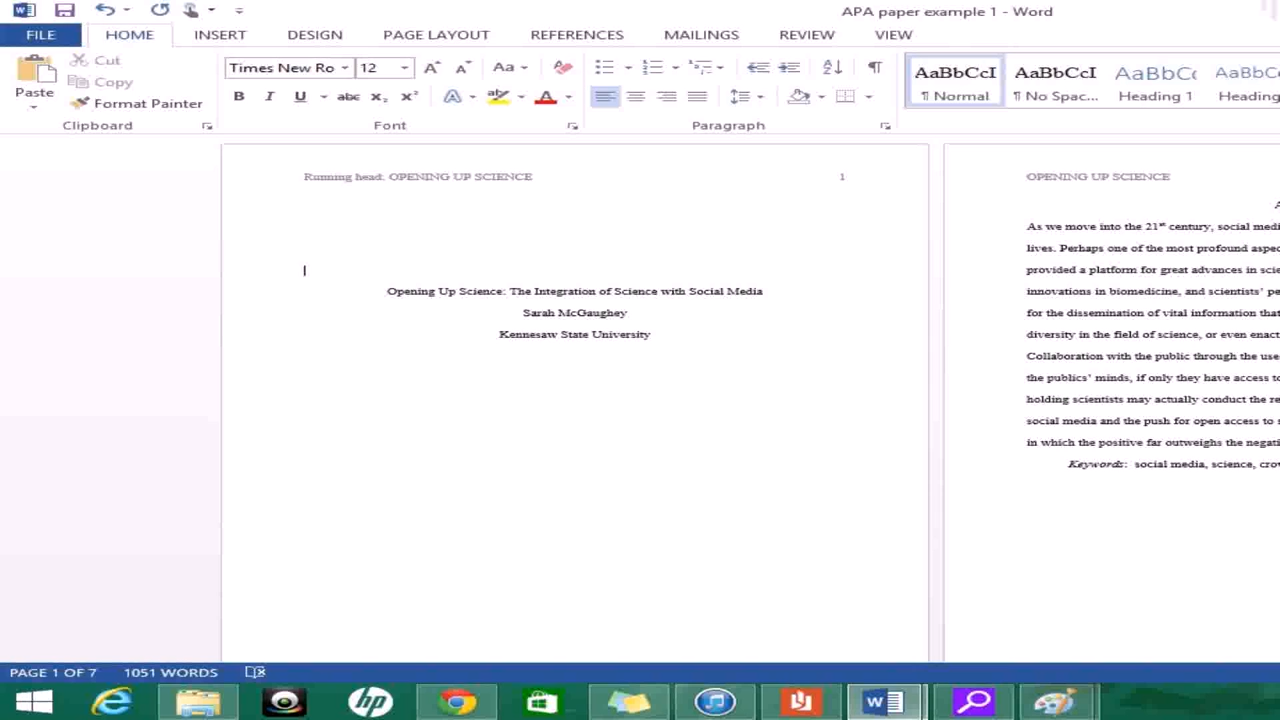 APA paper example 1 - Word
FILE HOME INSERT DESIGN PAGE LAYOUT REFERENCES MAILINGS REVIEW VIEW
Paste
Cut
Copy
Format Painter
Clipboard
Times New Ro 12
Aa
B I U abc x₂ x²
A ab A
Font
Paragraph
AaBbCcI AaBbCcI AaBbC AaBbCc
¶ Normal ¶ No Spac... Heading 1 Heading
Running head: OPENING UP SCIENCE 1
Opening Up Science: The Integration of Science with Social Media
Sarah McGaughey
Kennesaw State University
OPENING UP SCIENCE
As we move into the 21st century, social medi
lives. Perhaps one of the most profound aspec
provided a platform for great advances in scie
innovations in biomedicine, and scientists' pe
for the dissemination of vital information that
diversity in the field of science, or even enact
Collaboration with the public through the use
the publics' minds, if only they have access to
holding scientists may actually conduct the re
social media and the push for open access to s
in which the positive far outweighs the negati
Keywords: social media, science, crov
PAGE 1 OF 7 1051 WORDS
hp